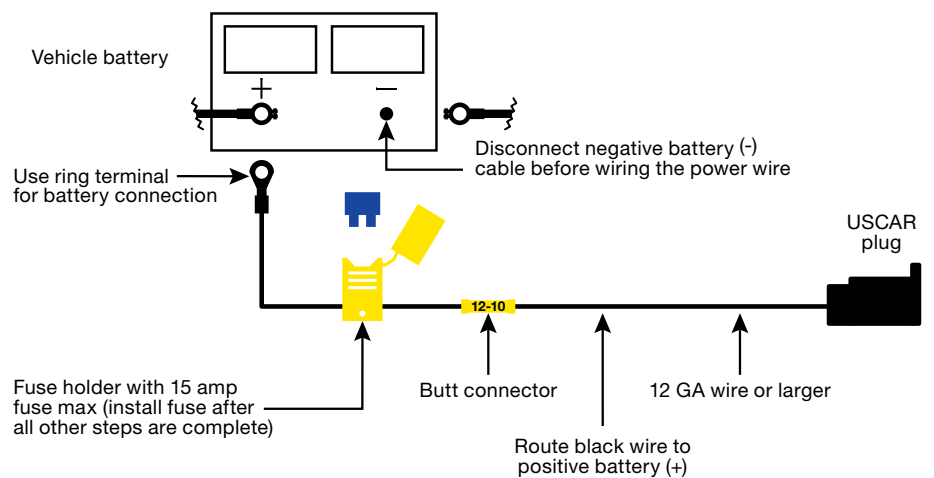 Vehicle battery
+
—
Disconnect negative battery (-)
cable before wiring the power wire
Use ring terminal
for battery connection
USCAR
plug
12-10
Fuse holder with 15 amp
fuse max (install fuse after
all other steps are complete)
Butt connector
12 GA wire or larger
Route black wire to
positive battery (+)